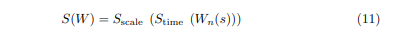 S(W) = S_scale (S_time (W_n(s))) (11)